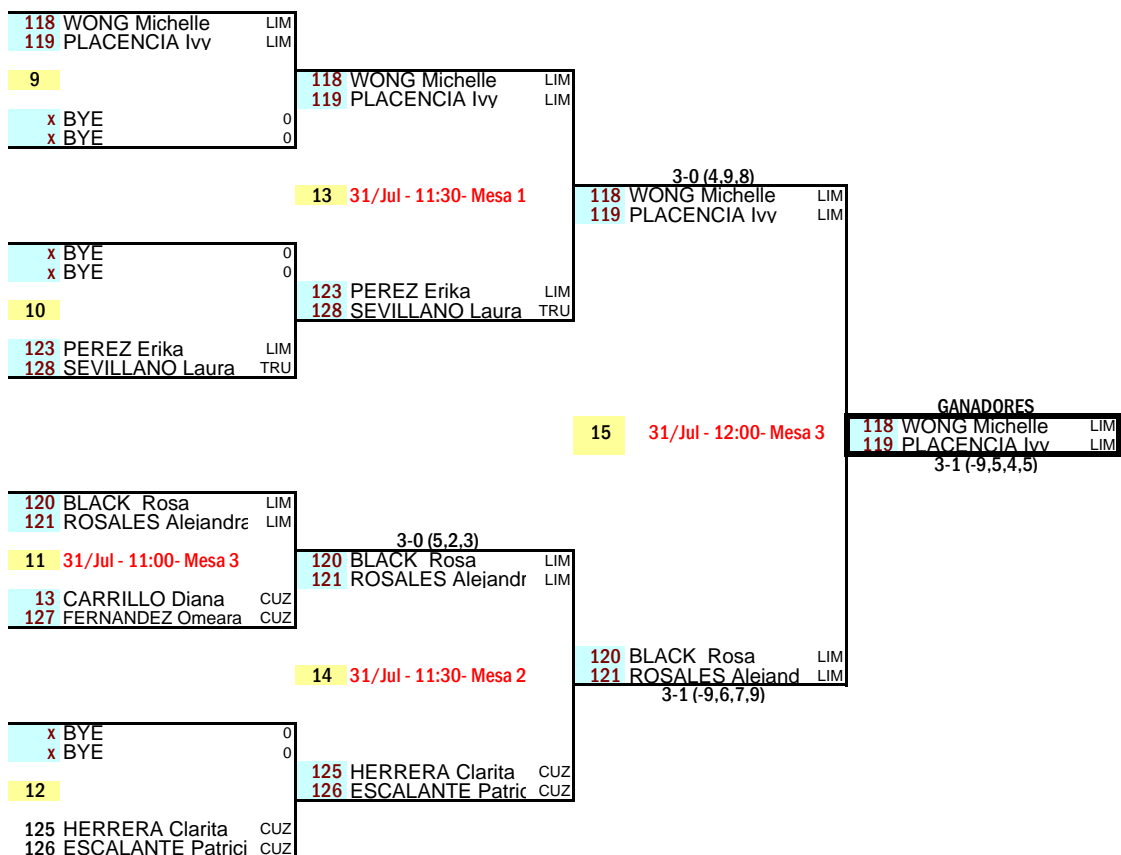 118 WONG Michelle LIM
119 PLACENCIA Ivy LIM
9
x BYE 0
x BYE 0
118 WONG Michelle LIM
119 PLACENCIA Ivy LIM
13 31/Jul - 11:30- Mesa 1
3-0 (4,9,8)
118 WONG Michelle LIM
119 PLACENCIA Ivy LIM
x BYE 0
x BYE 0
10
123 PEREZ Erika LIM
128 SEVILLANO Laura TRU
123 PEREZ Erika LIM
128 SEVILLANO Laura TRU
15 31/Jul - 12:00- Mesa 3
GANADORES
118 WONG Michelle LIM
119 PLACENCIA Ivy LIM
3-1 (-9,5,4,5)
120 BLACK Rosa LIM
121 ROSALES Alejandra LIM
11 31/Jul - 11:00- Mesa 3
13 CARRILLO Diana CUZ
127 FERNANDEZ Omeara CUZ
3-0 (5,2,3)
120 BLACK Rosa LIM
121 ROSALES Alejandr LIM
14 31/Jul - 11:30- Mesa 2
120 BLACK Rosa LIM
121 ROSALES Alejand LIM
3-1 (-9,6,7,9)
x BYE 0
x BYE 0
12
125 HERRERA Clarita CUZ
126 ESCALANTE Patric CUZ
125 HERRERA Clarita CUZ
126 ESCALANTE Patrici CUZ